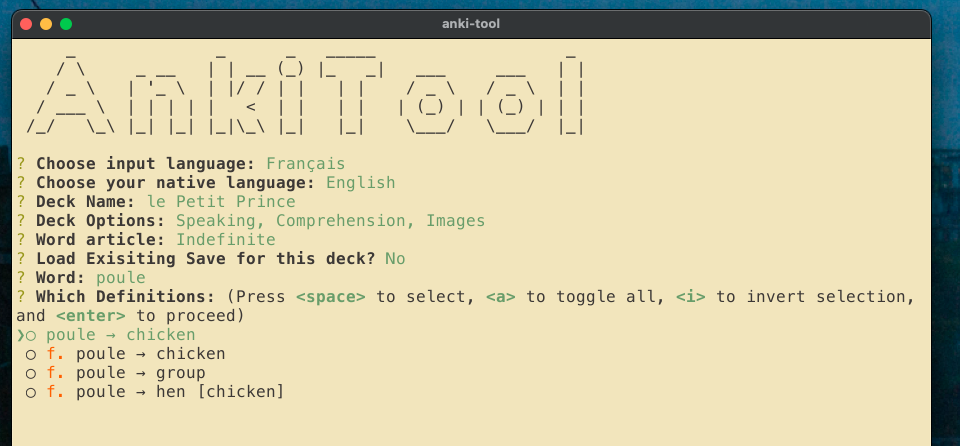 anki-tool
AnkiTool
? Choose input language: Français
? Choose your native language: English
? Deck Name: le Petit Prince
? Deck Options: Speaking, Comprehension, Images
? Word article: Indefinite
? Load Exisiting Save for this deck? No
? Word: poule
? Which Definitions: (Press <space> to select, <a> to toggle all, <i> to invert selection,
and <enter> to proceed)
❯○ poule → chicken
○ f. poule → chicken
○ f. poule → group
○ f. poule → hen [chicken]